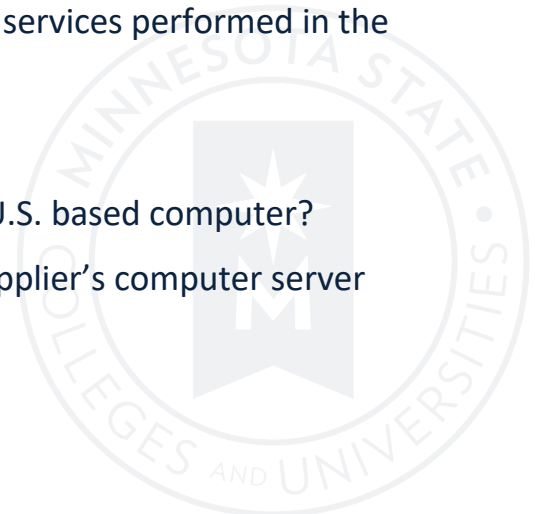 services performed in the
U.S. based computer?
pplier’s computer server
MINNESOTA STATE
COLLEGES AND UNIVERSITIES
M